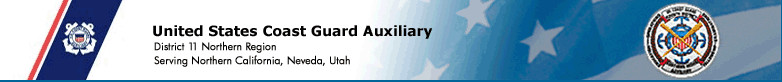 United States Coast Guard Auxiliary
District 11 Northern Region
Serving Northern California, Neveda, Utah